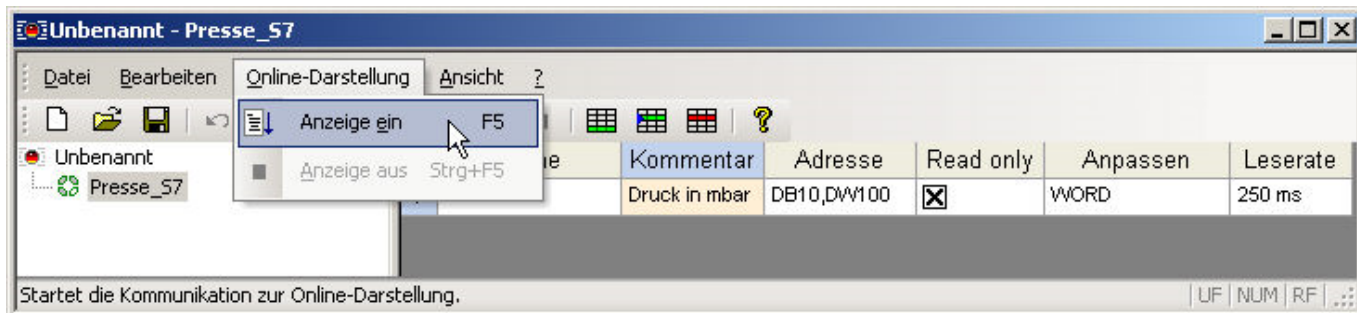 Unbenannt - Presse_S7
Datei Bearbeiten Online-Darstellung Ansicht ?
Anzeige ein F5
Anzeige aus Strg+F5
Unbenannt
Presse_S7
Kommentar Adresse Read only Anpassen Leserate
Druck in mbar DB10,DW100 WORD 250 ms
Startet die Kommunikation zur Online-Darstellung.
UF NUM RF